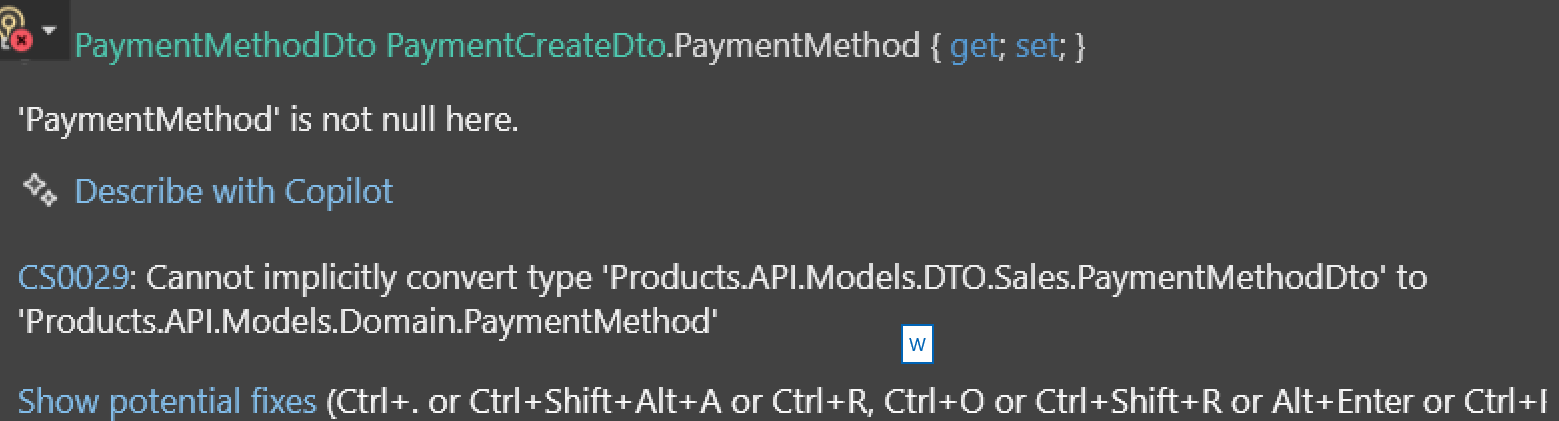 PaymentMethodDto PaymentCreateDto.PaymentMethod { get; set; }
'PaymentMethod' is not null here.
Describe with Copilot
CS0029: Cannot implicitly convert type 'Products.API.Models.DTO.Sales.PaymentMethodDto' to
'Products.API.Models.Domain.PaymentMethod'
W
Show potential fixes (Ctrl+. or Ctrl+Shift+Alt+A or Ctrl+R, Ctrl+O or Ctrl+Shift+R or Alt+Enter or Ctrl+